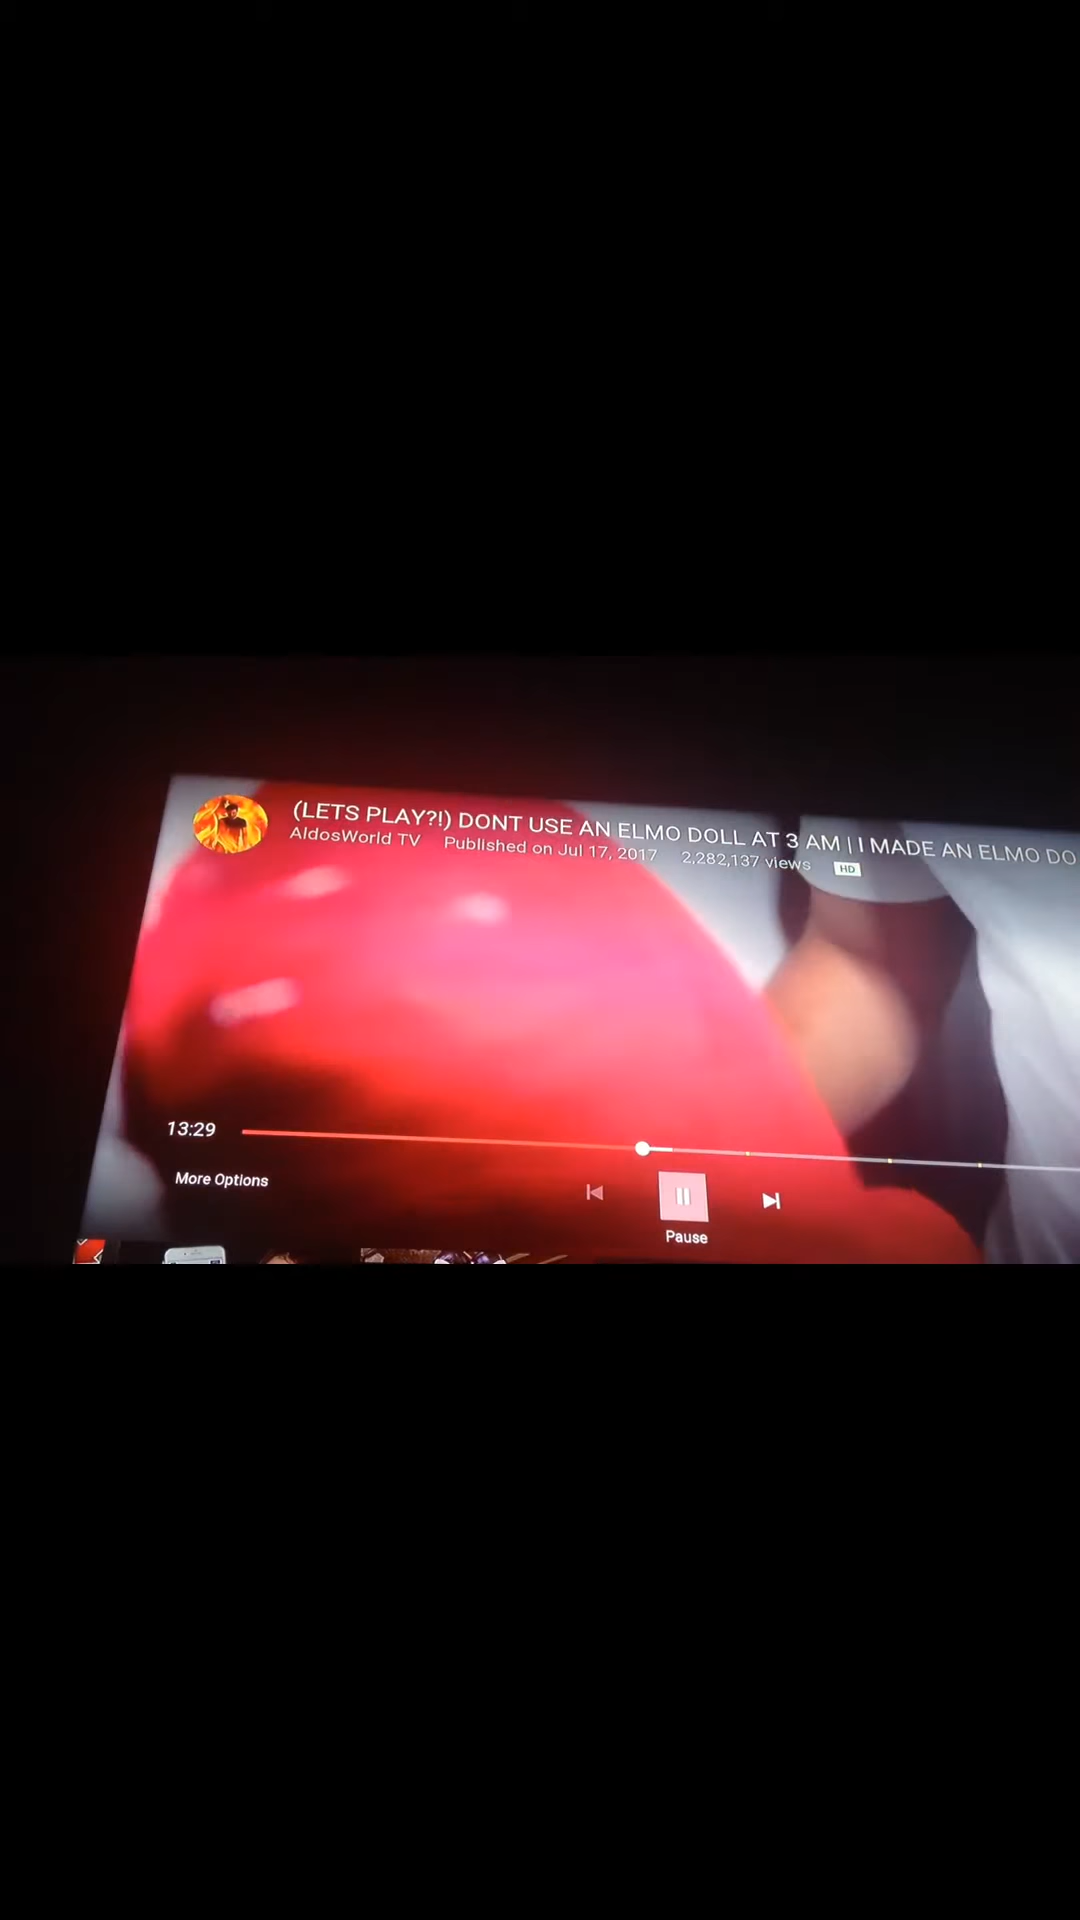 (LETS PLAY?!) DONT USE AN ELMO DOLL AT 3 AM | I MADE AN ELMO DO
AldosWorld TV Published on Jul 17, 2017 2,282,137 views HD
13:29
More Options
Pause